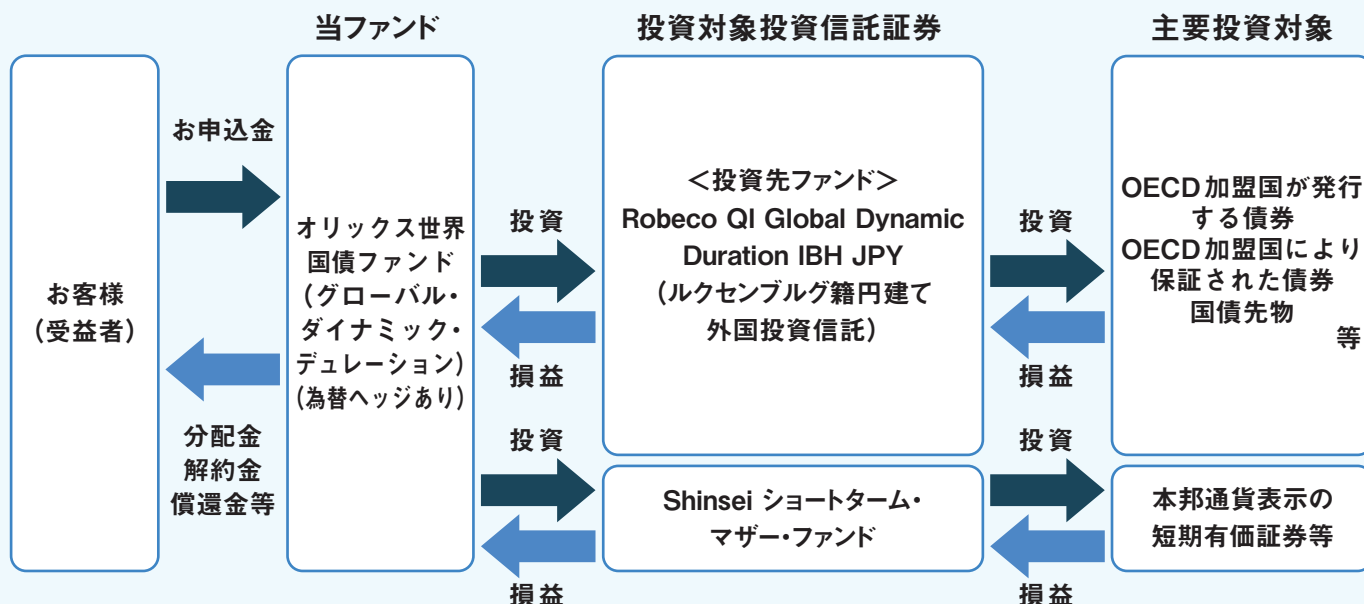 当ファンド
投資対象投資信託証券
主要投資対象
お客様
(受益者)
お申込金
分配金
解約金
償還金等
オリックス世界
国債ファンド
(グローバル・
ダイナミック・
デュレーション)
(為替ヘッジあり)
投資
損益
投資
損益
<投資先ファンド>
Robeco QI Global Dynamic
Duration IBH JPY
(ルクセンブルグ籍円建て
外国投資信託)
Shinsei ショートターム・
マザー・ファンド
投資
損益
投資
損益
OECD加盟国が発行
する債券
OECD加盟国により
保証された債券
国債先物
等
本邦通貨表示の
短期有価証券等